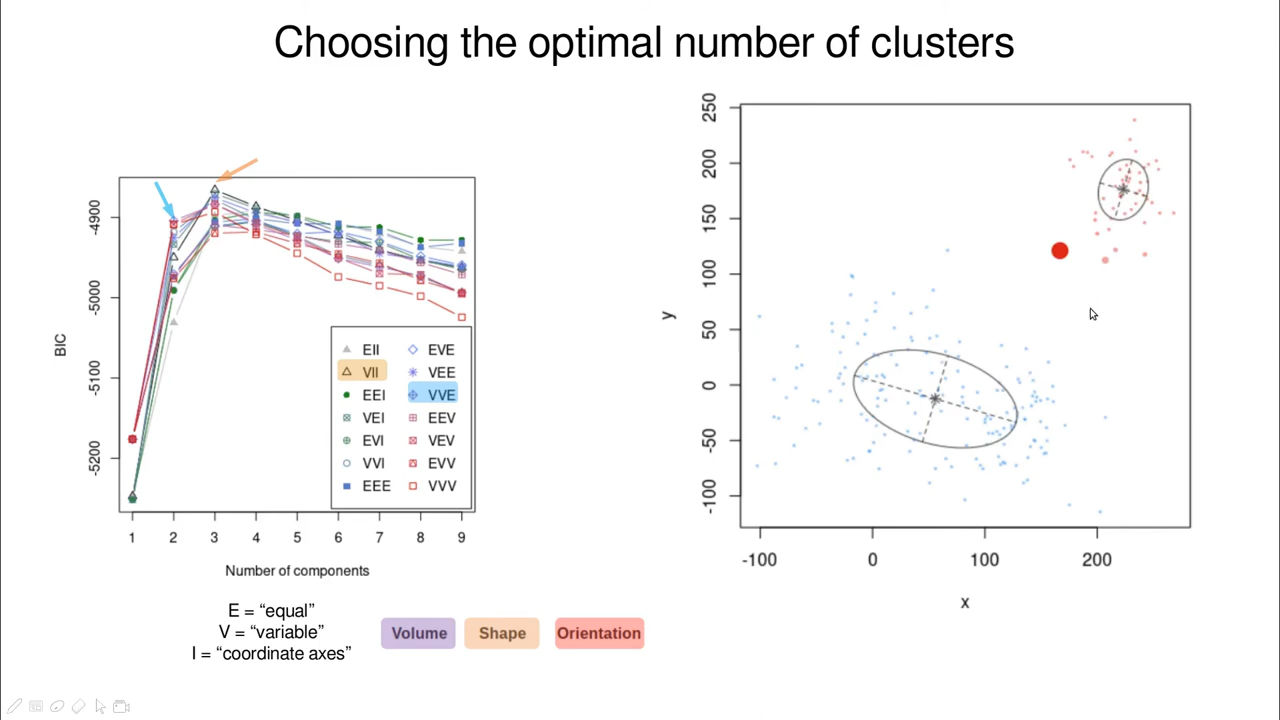 Choosing the optimal number of clusters
BIC
-4900
-5000
-5100
-5200
EII
VII
EEI
VEI
EVI
VVI
EEE
EVE
VEE
VVE
EEV
VEV
EVV
VVV
1 2 3 4 5 6 7 8 9
Number of components
E = “equal”
V = “variable”
I = “coordinate axes”
Volume
Shape
Orientation
y
250
200
150
100
50
0
-50
-100
-100 0 100 200
x